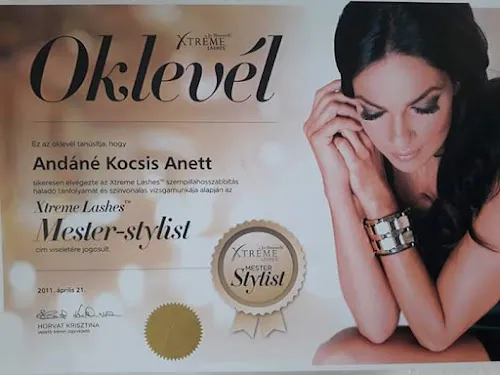 Xtreme
LASHES
Oklevél
Ez az oklevél tanúsítja, hogy
Andáné Kocsis Anett
sikeresen elvégezte az Xtreme Lashes™ szempillahosszabbítás
haladó tanfolyamát és színvonalas vizsgamunkája alapján az
Xtreme Lashes™
Mester-stylist
cím viselésére jogosult.
XTREME
LASHES
MESTER
Stylist
2011. április 21.
HORVAT KRISZTINA